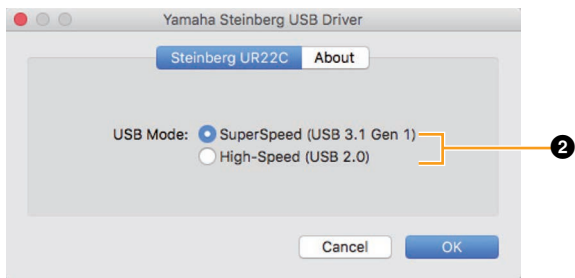 Yamaha Steinberg USB Driver
Steinberg UR22C About
USB Mode: SuperSpeed (USB 3.1 Gen 1)
High-Speed (USB 2.0)
2
Cancel OK